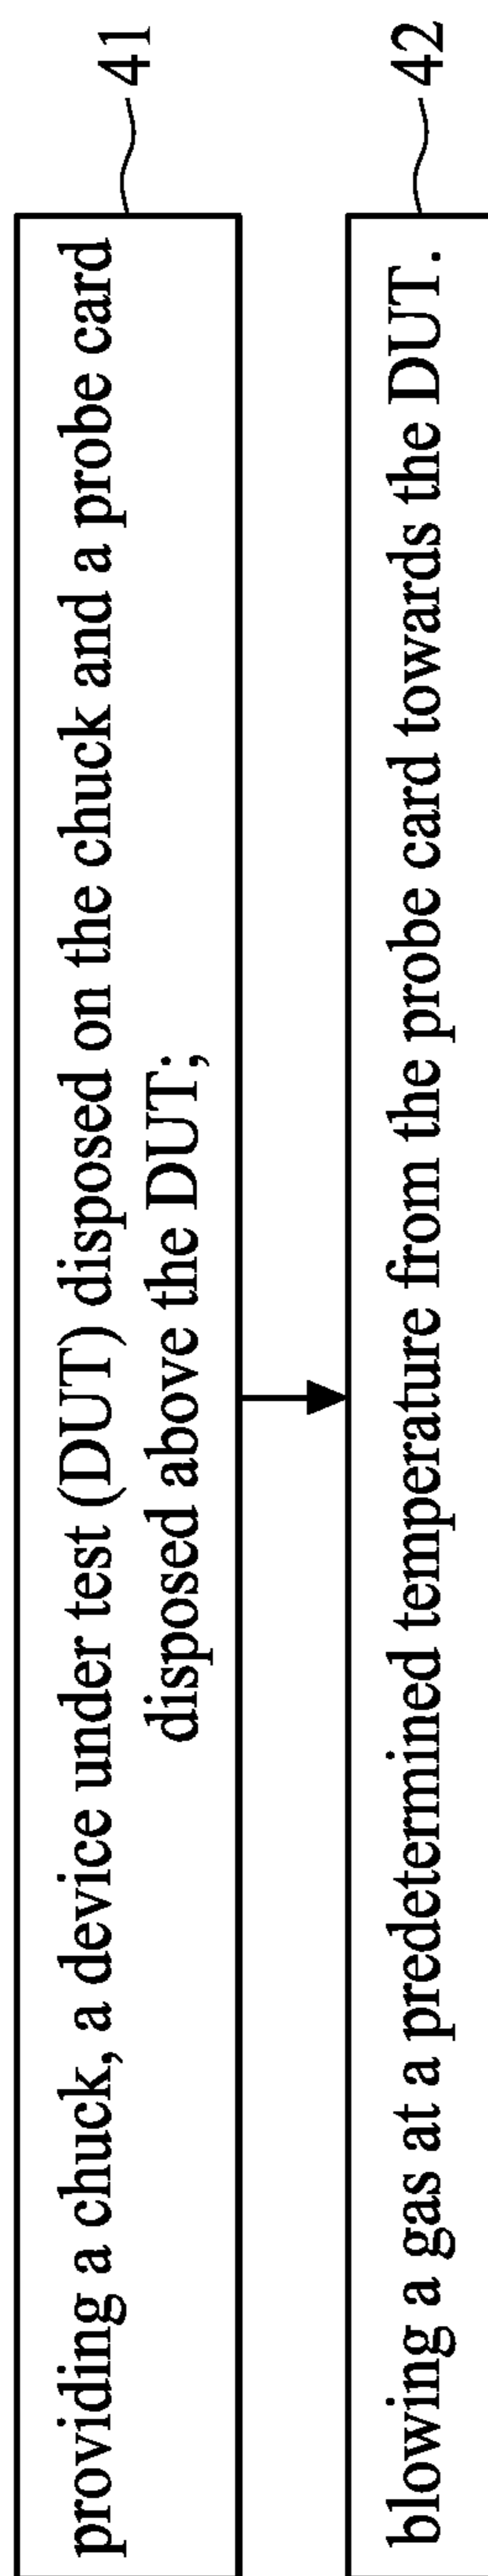 providing a chuck, a device under test (DUT) disposed on the chuck and a probe card
disposed above the DUT;
41
blowing a gas at a predetermined temperature from the probe card towards the DUT.
42